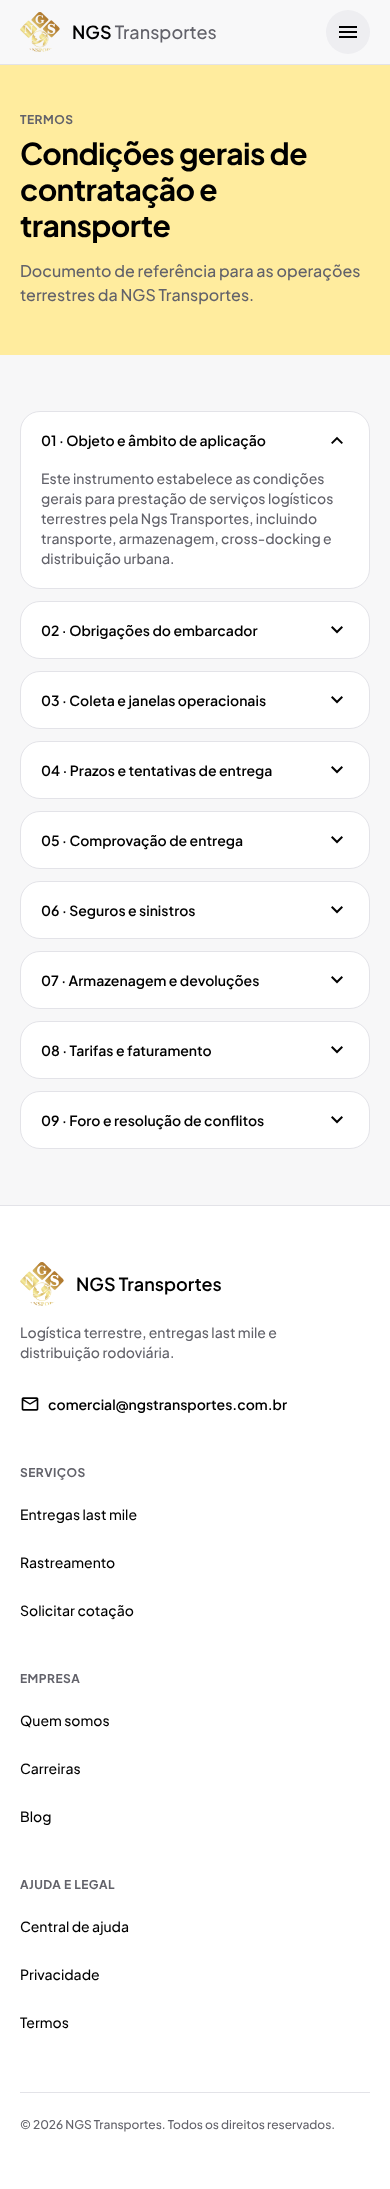 NGS
NGS Transportes
TERMOS
Condições gerais de
contratação e
transporte
Documento de referência para as operações
terrestres da NGS Transportes.
01 · Objeto e âmbito de aplicação
Este instrumento estabelece as condições
gerais para prestação de serviços logísticos
terrestres pela Ngs Transportes, incluindo
transporte, armazenagem, cross-docking e
distribuição urbana.
02 · Obrigações do embarcador
03 · Coleta e janelas operacionais
04 · Prazos e tentativas de entrega
05 · Comprovação de entrega
06 · Seguros e sinistros
07 · Armazenagem e devoluções
08 · Tarifas e faturamento
09 · Foro e resolução de conflitos
NGS
NGS Transportes
Logística terrestre, entregas last mile e
distribuição rodoviária.
comercial@ngstransportes.com.br
SERVIÇOS
Entregas last mile
Rastreamento
Solicitar cotação
EMPRESA
Quem somos
Carreiras
Blog
AJUDA E LEGAL
Central de ajuda
Privacidade
Termos
© 2026 NGS Transportes. Todos os direitos reservados.